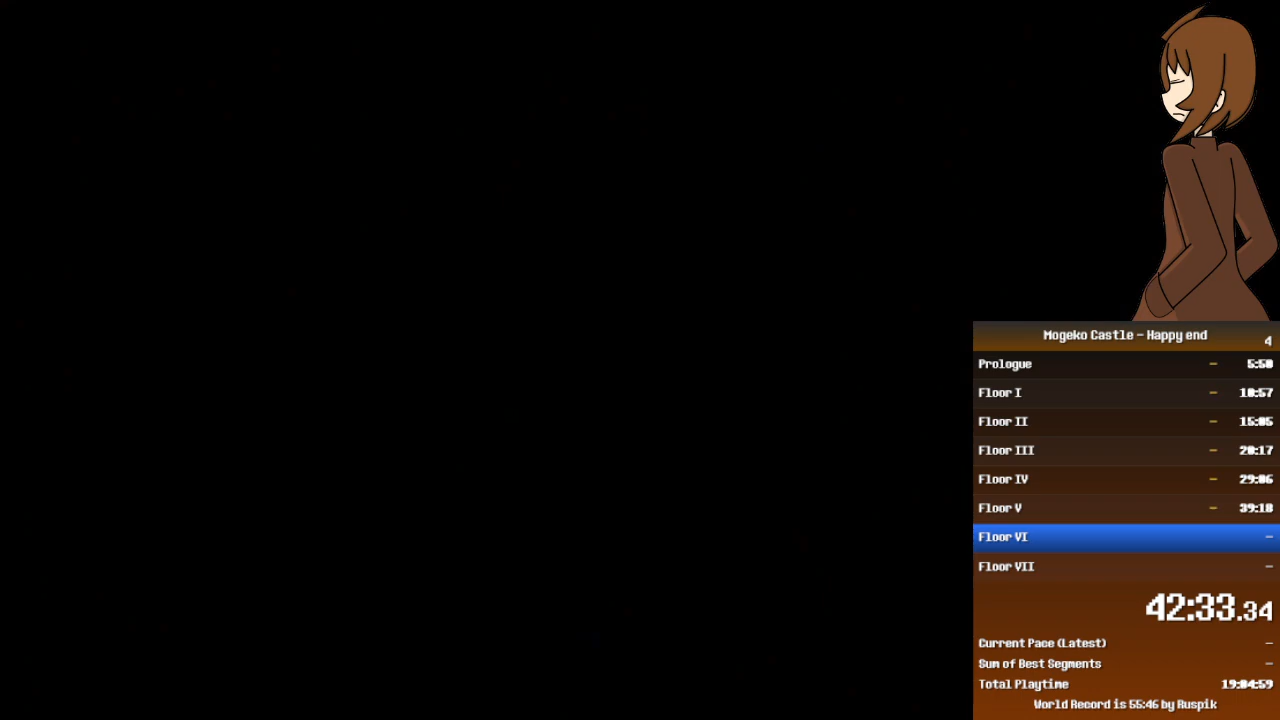 Mogeko Castle - Happy end
4
Prologue - 5:50
Floor I - 10:57
Floor II - 15:05
Floor III - 20:17
Floor IV - 29:06
Floor V - 39:18
Floor VI -
Floor VII -
42:33.34
Current Pace (Latest) -
Sum of Best Segments -
Total Playtime 19:04:59
World Record is 55:46 by Ruspik